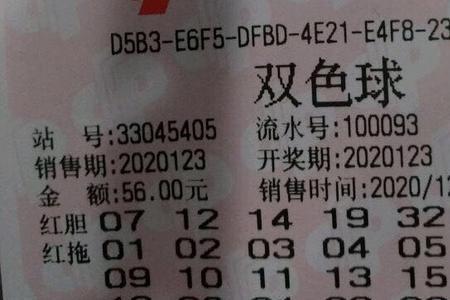 D5B3-E6F5-DFBD-4E21-E4F8-23
双色球
站 号:33045405 流水号:100093
销售期:2020123 开奖期:2020123
金 额:56.00元 销售时间:2020/12
红胆 07 12 14 19 32
红拖 01 02 03 04 05
09 10 11 13 15